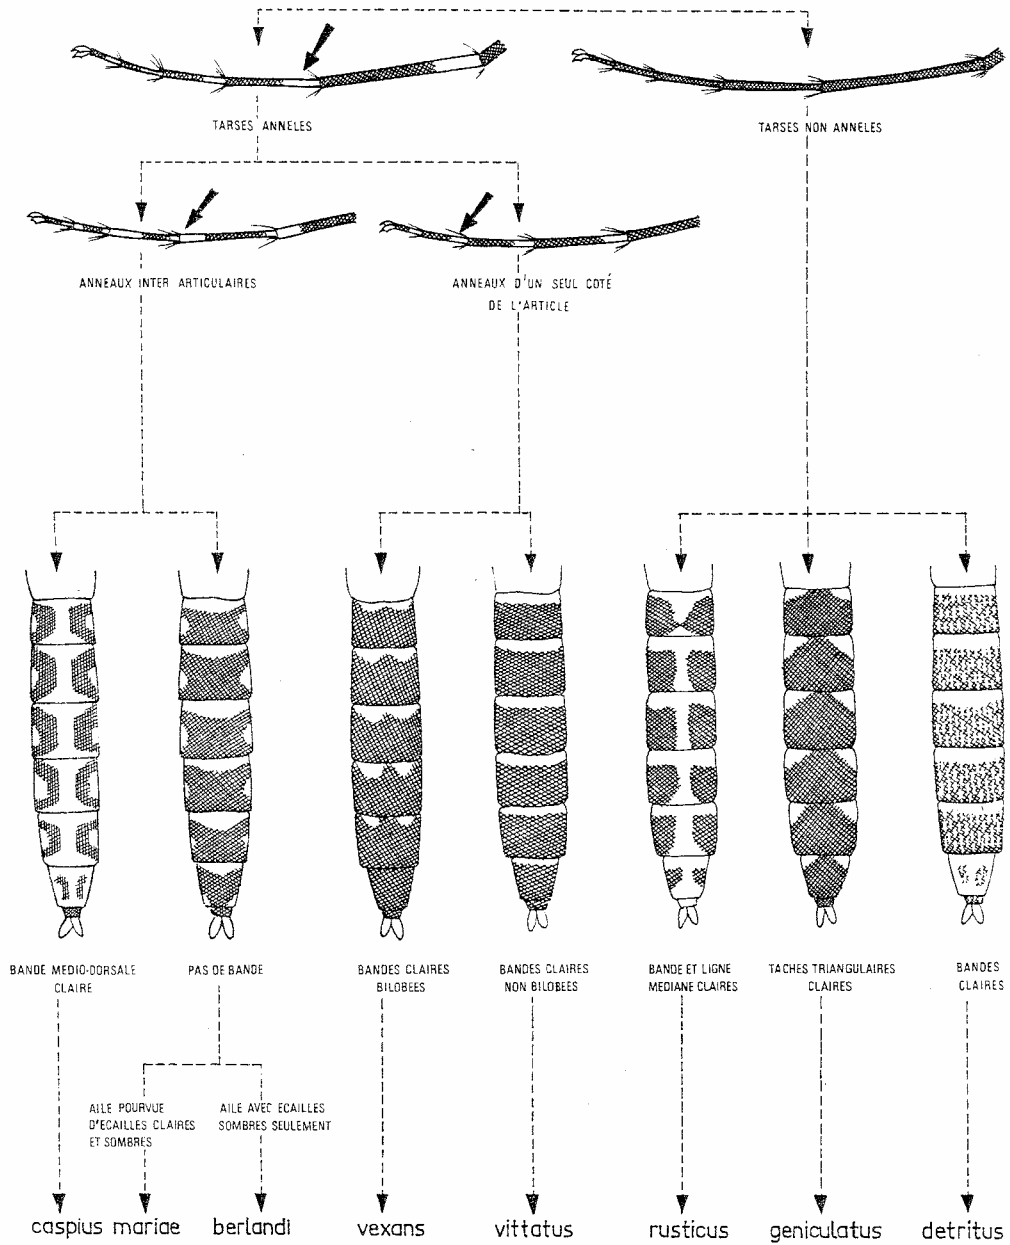 TARSES ANNELES
TARSES NON ANNELES
ANNEAUX INTER ARTICULAIRES
ANNEAUX D'UN SEUL COTÉ
DE L'ARTICLE
BANDE MEDIO-DORSALE
CLAIRE
PAS DE BANDE
BANDES CLAIRES
BILOBEES
BANDES CLAIRES
NON BILOBEES
BANDE ET LIGNE
MEDIANE CLAIRES
TACHES TRIANGULAIRES
CLAIRES
BANDES
CLAIRES
AILE POURVUE
D'ECAILLES CLAIRES
ET SOMBRES
AILE AVEC ECAILLES
SOMBRES SEULEMENT
caspius mariae berlandi vexans vittatus rusticus geniculatus detritus